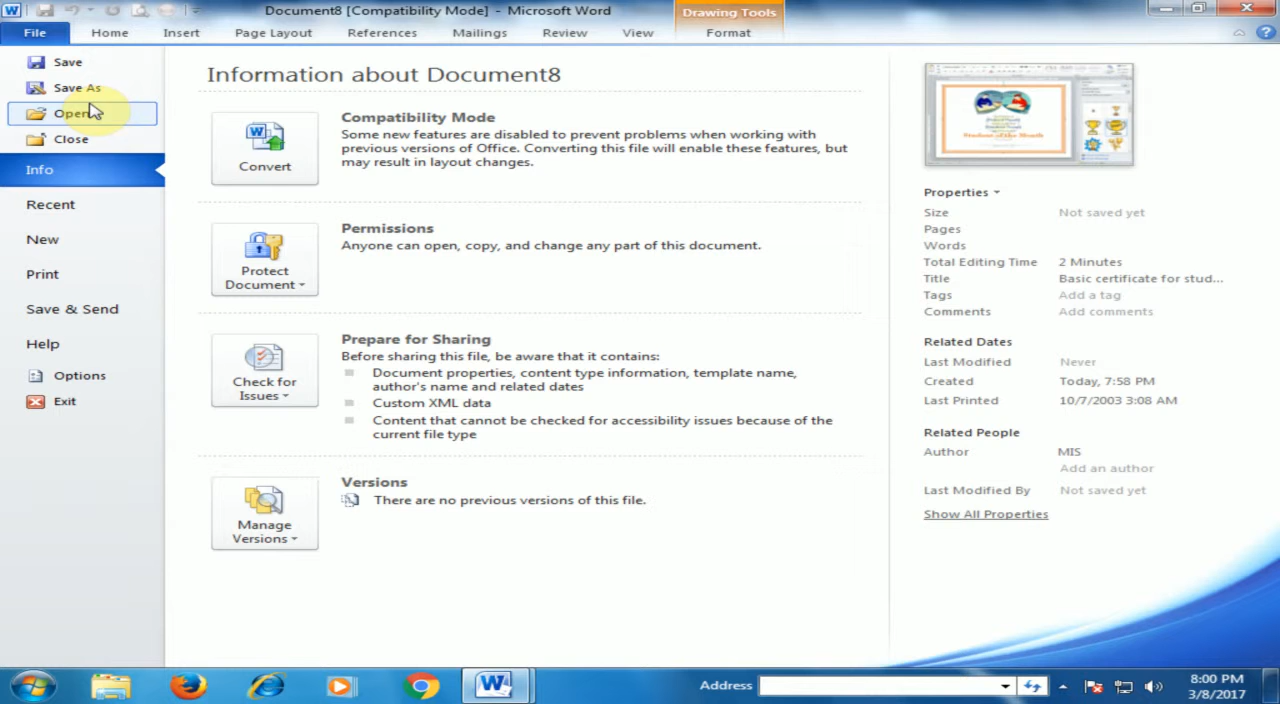 Document8 [Compatibility Mode] - Microsoft Word
Drawing Tools
File Home Insert Page Layout References Mailings Review View Format
Save
Save As
Open
Close
Info
Recent
New
Print
Save & Send
Help
Options
Exit
Information about Document8
Convert
Compatibility Mode
Some new features are disabled to prevent problems when working with
previous versions of Office. Converting this file will enable these features, but
may result in layout changes.
Protect
Document
Permissions
Anyone can open, copy, and change any part of this document.
Check for
Issues
Prepare for Sharing
Before sharing this file, be aware that it contains:
Document properties, content type information, template name,
author's name and related dates
Custom XML data
Content that cannot be checked for accessibility issues because of the
current file type
Manage
Versions
Versions
There are no previous versions of this file.
Student of the Month
Properties
Size Not saved yet
Pages
Words
Total Editing Time 2 Minutes
Title Basic certificate for stud...
Tags Add a tag
Comments Add comments
Related Dates
Last Modified Never
Created Today, 7:58 PM
Last Printed 10/7/2003 3:08 AM
Related People
Author MIS
Add an author
Last Modified By Not saved yet
Show All Properties
Address
8:00 PM
3/8/2017